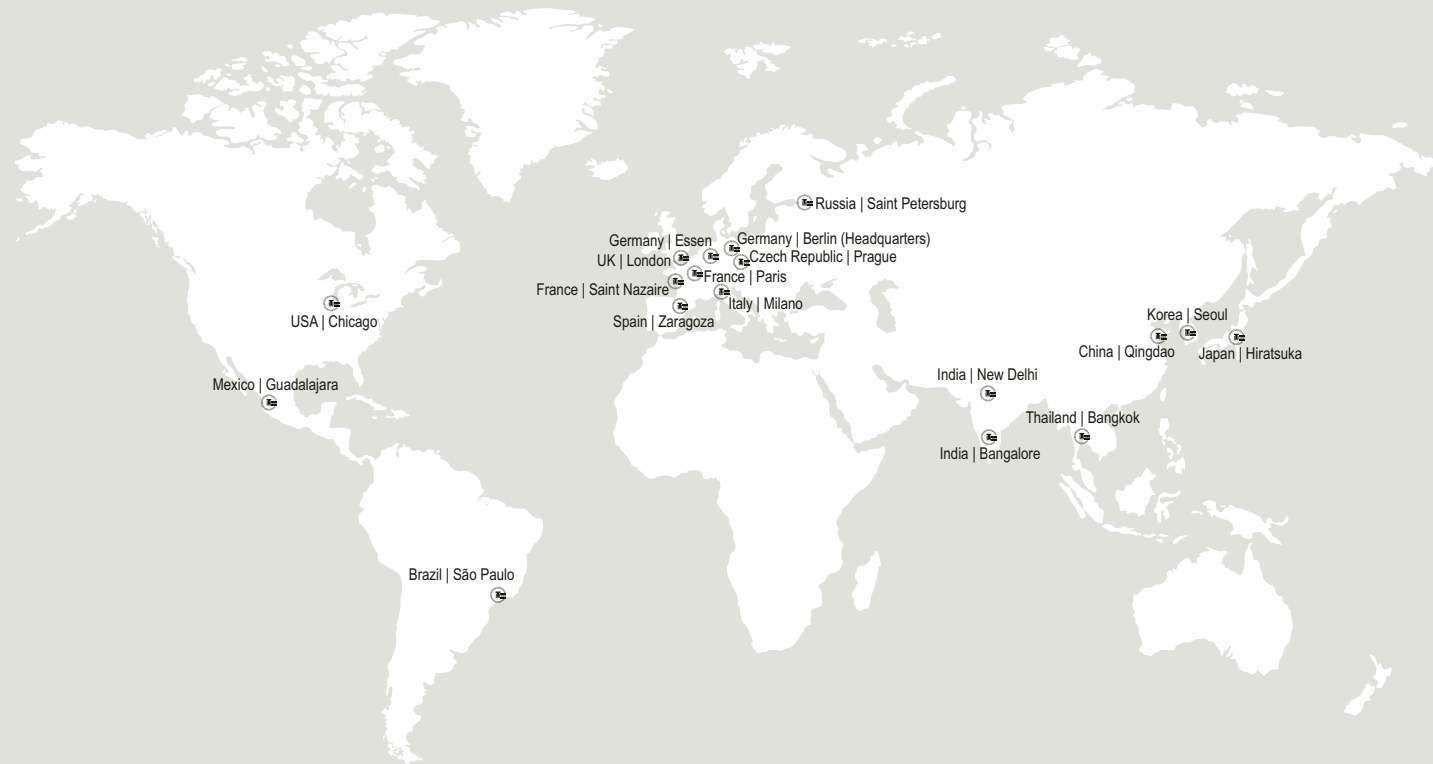 Russia | Saint Petersburg
Germany | Essen
Germany | Berlin (Headquarters)
UK | London
Czech Republic | Prague
France | Paris
France | Saint Nazaire
Italy | Milano
Spain | Zaragoza
USA | Chicago
Korea | Seoul
China | Qingdao
Japan | Hiratsuka
Mexico | Guadalajara
India | New Delhi
Thailand | Bangkok
India | Bangalore
Brazil | São Paulo